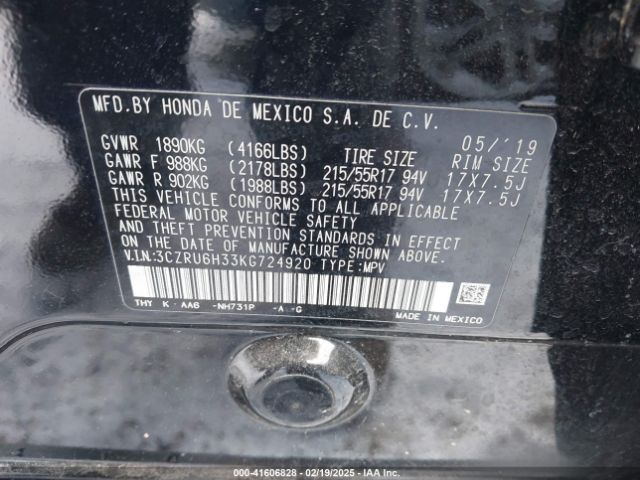 MFD.BY HONDA DE MEXICO S.A. DE C.V.
05/'19
GVWR 1890KG (4166LBS) TIRE SIZE RIM SIZE
GAWR F 988KG (2178LBS) 215/55R17 94V 17X7.5J
GAWR R 902KG (1988LBS) 215/55R17 94V 17X7.5J
THIS VEHICLE CONFORMS TO ALL APPLICABLE
FEDERAL MOTOR VEHICLE SAFETY
AND THEFT PREVENTION STANDARDS IN EFFECT
ON THE DATE OF MANUFACTURE SHOWN ABOVE.
V.I.N:3CZRU6H33KG724920 TYPE:MPV
THY K-AA6 -NH731P -A -G
MADE IN MEXICO
000-41606828 - 02/19/2025 - IAA Inc.